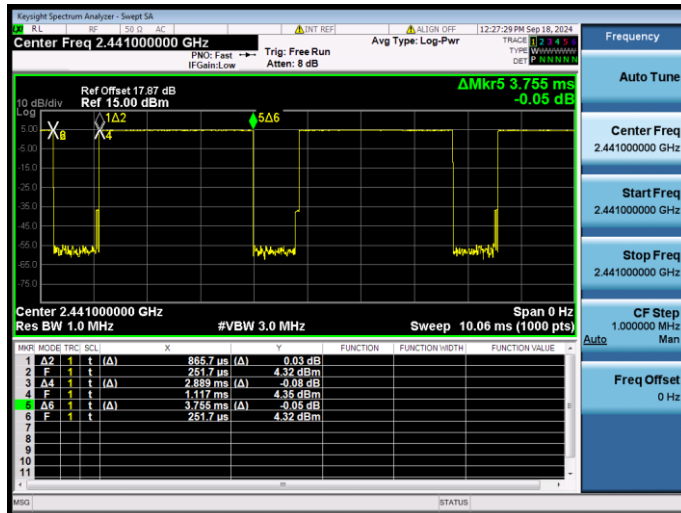 Keysight Spectrum Analyzer - Swept SA
RL RF 50 Ω AC INT REF ALIGN OFF 12:27:29 PM Sep 18, 2024
Center Freq 2.441000000 GHz
PNO: Fast
IFGain:Low
Trig: Free Run
Atten: 8 dB
Avg Type: Log-Pwr
TRACE 1 2 3 4 5 6
TYPE WWWWWW
DET P N N N N N
Frequency
Auto Tune
Center Freq
2.441000000 GHz
Start Freq
2.441000000 GHz
Stop Freq
2.441000000 GHz
CF Step
1.000000 MHz
Auto Man
Freq Offset
0 Hz
Ref Offset 17.87 dB
10 dB/div Ref 15.00 dBm
Log
ΔMkr5 3.755 ms
-0.05 dB
1Δ2
5Δ6
6
4
5.00
-5.00
-15.0
-25.0
-35.0
-45.0
-55.0
-65.0
-75.0
Center 2.441000000 GHz Span 0 Hz
Res BW 1.0 MHz #VBW 3.0 MHz Sweep 10.06 ms (1000 pts)
MKR MODE TRC SCL X Y FUNCTION FUNCTION WIDTH FUNCTION VALUE
1 Δ2 1 t (Δ) 865.7 µs (Δ) 0.03 dB
2 F 1 t 251.7 µs 4.32 dBm
3 Δ4 1 t (Δ) 2.889 ms (Δ) -0.08 dB
4 F 1 t 1.117 ms 4.35 dBm
5 Δ6 1 t (Δ) 3.755 ms (Δ) -0.05 dB
6 F 1 t 251.7 µs 4.32 dBm
7
8
9
10
11
MSG STATUS